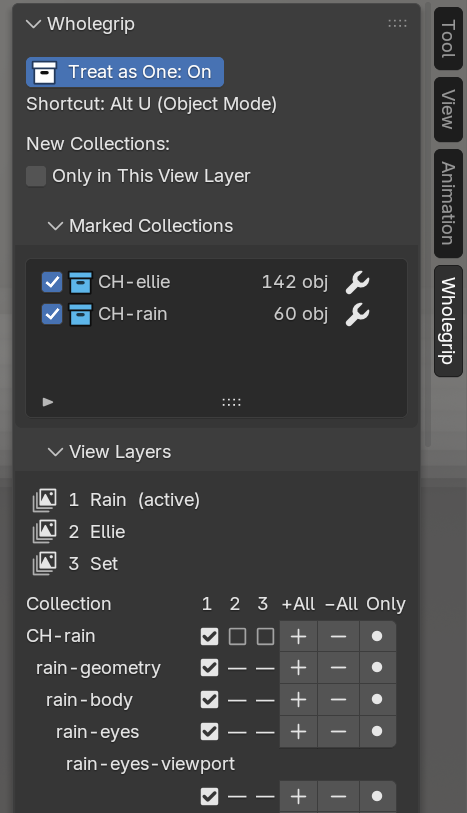 Wholegrip
Treat as One: On
Shortcut: Alt U (Object Mode)
New Collections:
Only in This View Layer
Marked Collections
CH-ellie 142 obj
CH-rain 60 obj
View Layers
1 Rain (active)
2 Ellie
3 Set
Collection 1 2 3 +All −All Only
CH-rain
rain-geometry
rain-body
rain-eyes
rain-eyes-viewport
Tool
View
Animation
Wholegrip